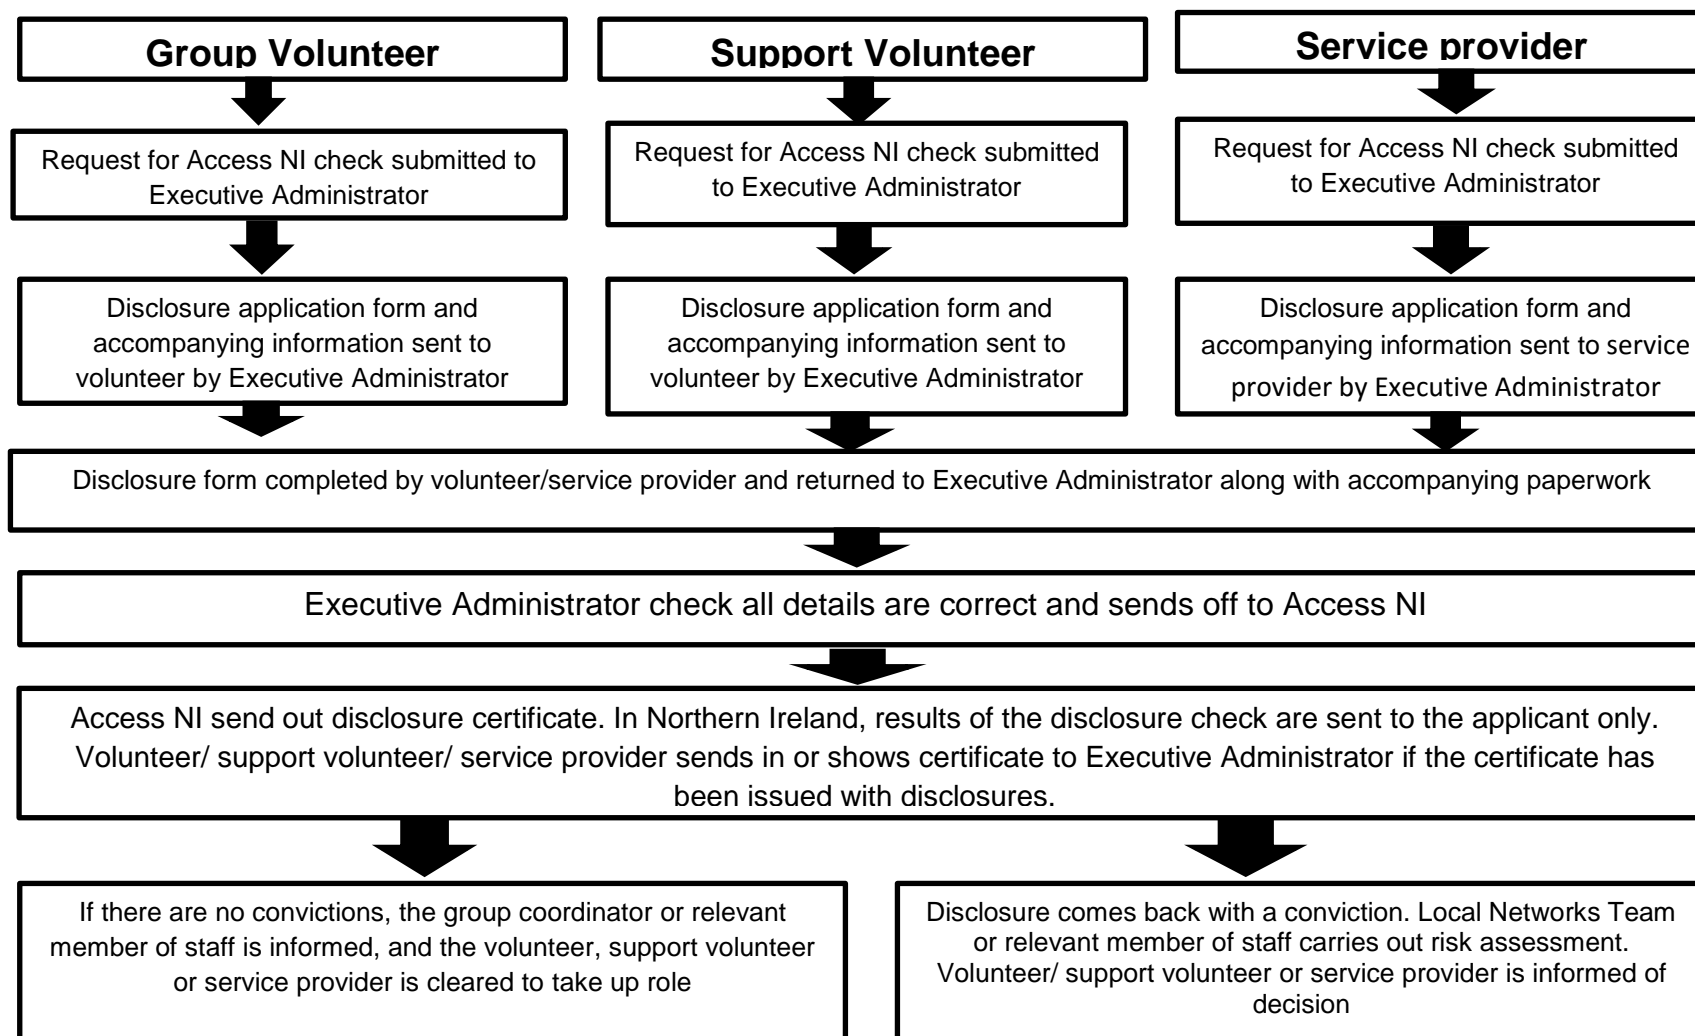 Group Volunteer
Support Volunteer
Service provider
Request for Access NI check submitted to
Executive Administrator
Request for Access NI check submitted
to Executive Administrator
Request for Access NI check submitted
to Executive Administrator
Disclosure application form and
accompanying information sent to
volunteer by Executive Administrator
Disclosure application form and
accompanying information sent to
volunteer by Executive Administrator
Disclosure application form and
accompanying information sent to service
provider by Executive Administrator
Disclosure form completed by volunteer/service provider and returned to Executive Administrator along with accompanying paperwork
Executive Administrator check all details are correct and sends off to Access NI
Access NI send out disclosure certificate. In Northern Ireland, results of the disclosure check are sent to the applicant only.
Volunteer/ support volunteer/ service provider sends in or shows certificate to Executive Administrator if the certificate has
been issued with disclosures.
If there are no convictions, the group coordinator or relevant
member of staff is informed, and the volunteer, support volunteer
or service provider is cleared to take up role
Disclosure comes back with a conviction. Local Networks Team
or relevant member of staff carries out risk assessment.
Volunteer/ support volunteer or service provider is informed of
decision